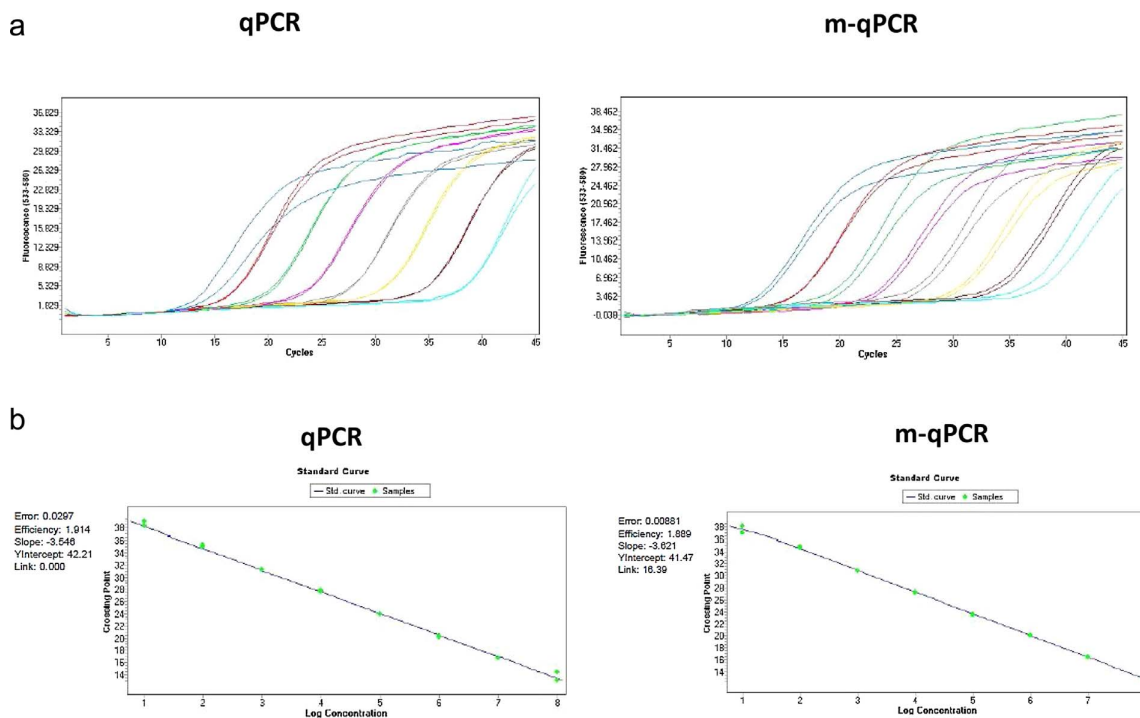 a
qPCR
m-qPCR
36.829
33.329
29.829
26.329
22.829
19.329
15.829
12.329
8.829
5.329
1.829
Fluorescence (533-580)
5 10 15 20 25 30 35 40 45
Cycles
38.462
34.962
31.462
27.962
24.462
20.962
17.462
13.962
10.462
6.962
3.462
-0.038
Fluorescence (533-580)
5 10 15 20 25 30 35 40 45
Cycles
b
qPCR
m-qPCR
Standard Curve
Std. curve Samples
Error: 0.0297
Efficiency: 1.914
Slope: -3.546
YIntercept: 42.21
Link: 0.000
38
36
34
32
30
28
26
24
22
20
18
16
14
Crossing Point
1 2 3 4 5 6 7 8
Log Concentration
Standard Curve
Std. curve Samples
Error: 0.00881
Efficiency: 1.889
Slope: -3.621
YIntercept: 41.47
Link: 16.39
38
36
34
32
30
28
26
24
22
20
18
16
14
Crossing Point
1 2 3 4 5 6 7
Log Concentration